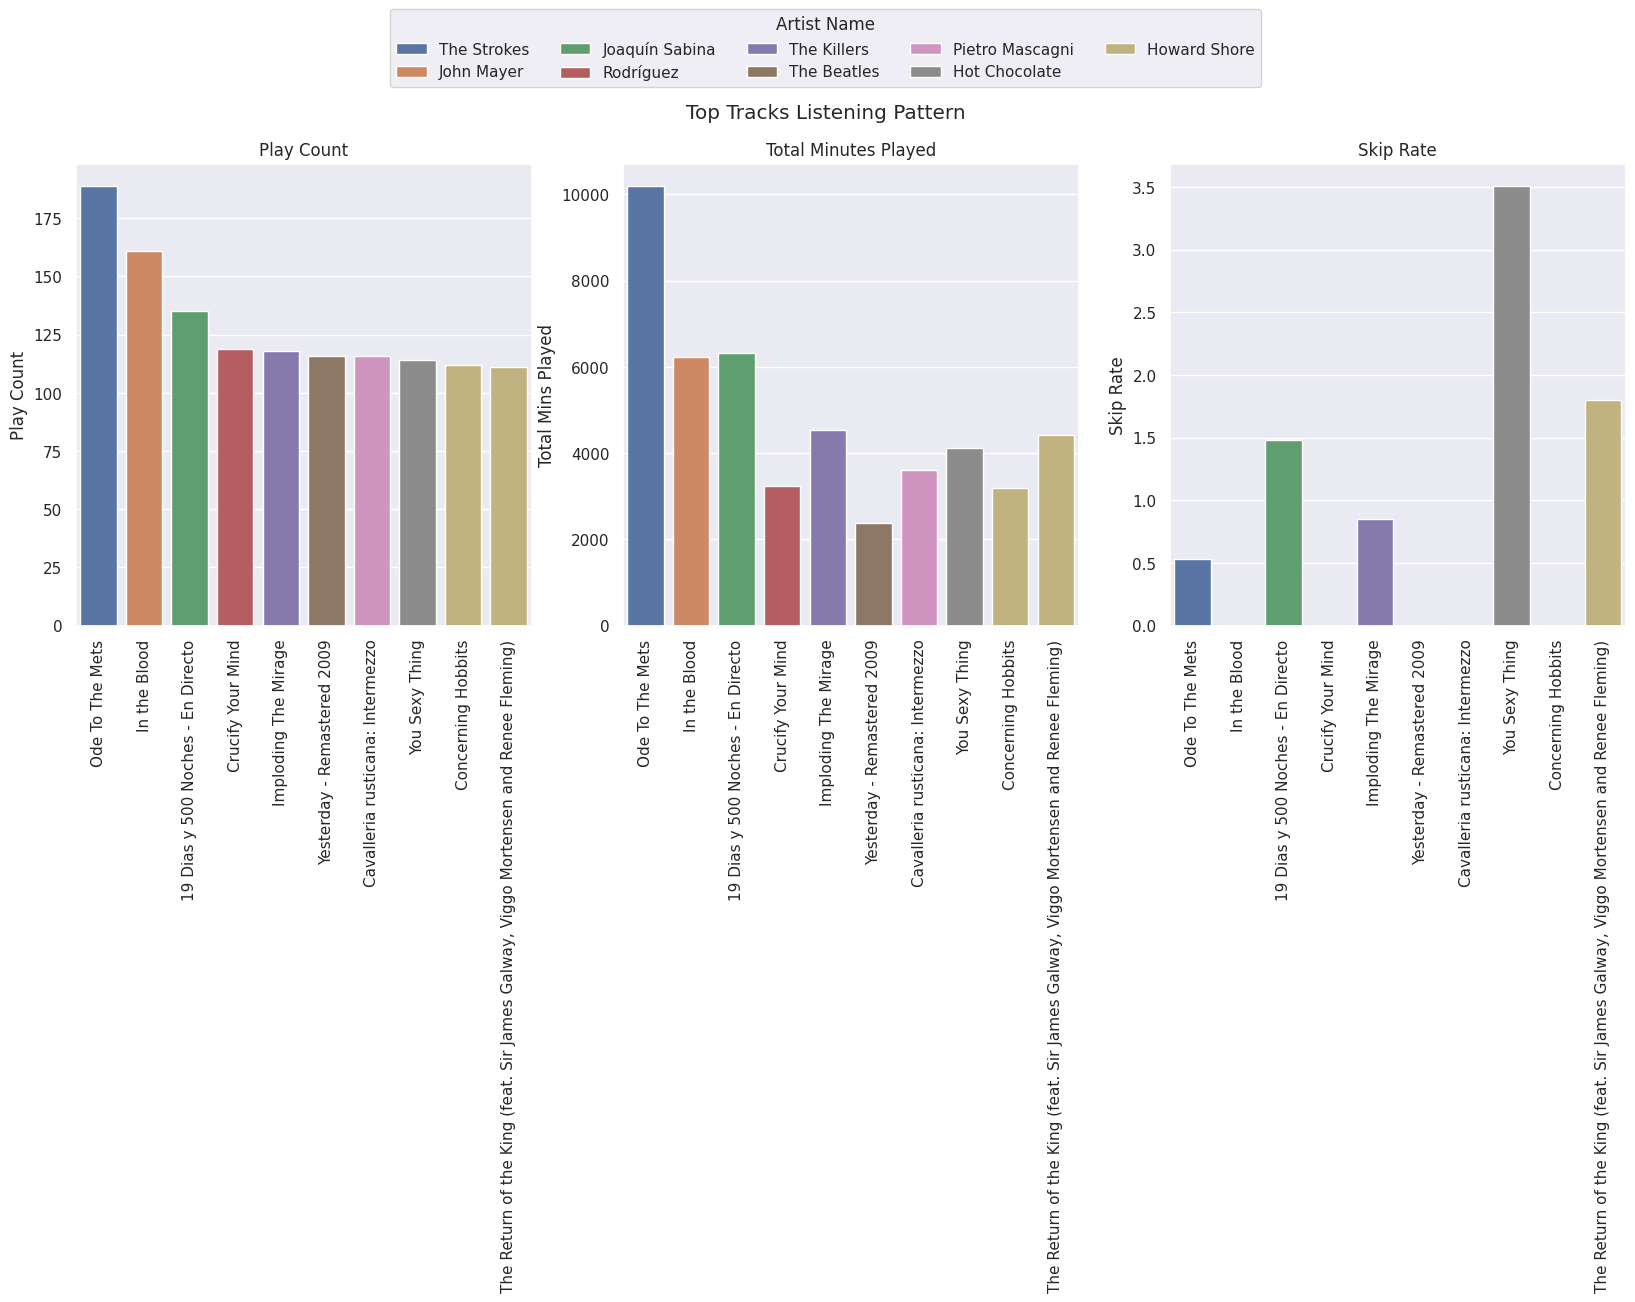 Artist Name
The Strokes
John Mayer
Joaquín Sabina
Rodríguez
The Killers
The Beatles
Pietro Mascagni
Hot Chocolate
Howard Shore
Top Tracks Listening Pattern
Play Count
175
150
125
100
75
50
25
0
Play Count
Ode To The Mets
In the Blood
19 Dias y 500 Noches - En Directo
Crucify Your Mind
Imploding The Mirage
Yesterday - Remastered 2009
Cavalleria rusticana: Intermezzo
You Sexy Thing
Concerning Hobbits
The Return of the King (feat. Sir James Galway, Viggo Mortensen and Renee Fleming)
Total Minutes Played
10000
8000
6000
4000
2000
0
Total Mins Played
Ode To The Mets
In the Blood
19 Dias y 500 Noches - En Directo
Crucify Your Mind
Imploding The Mirage
Yesterday - Remastered 2009
Cavalleria rusticana: Intermezzo
You Sexy Thing
Concerning Hobbits
The Return of the King (feat. Sir James Galway, Viggo Mortensen and Renee Fleming)
Skip Rate
3.5
3.0
2.5
2.0
1.5
1.0
0.5
0.0
Skip Rate
Ode To The Mets
In the Blood
19 Dias y 500 Noches - En Directo
Crucify Your Mind
Imploding The Mirage
Yesterday - Remastered 2009
Cavalleria rusticana: Intermezzo
You Sexy Thing
Concerning Hobbits
The Return of the King (feat. Sir James Galway, Viggo Mortensen and Renee Fleming)